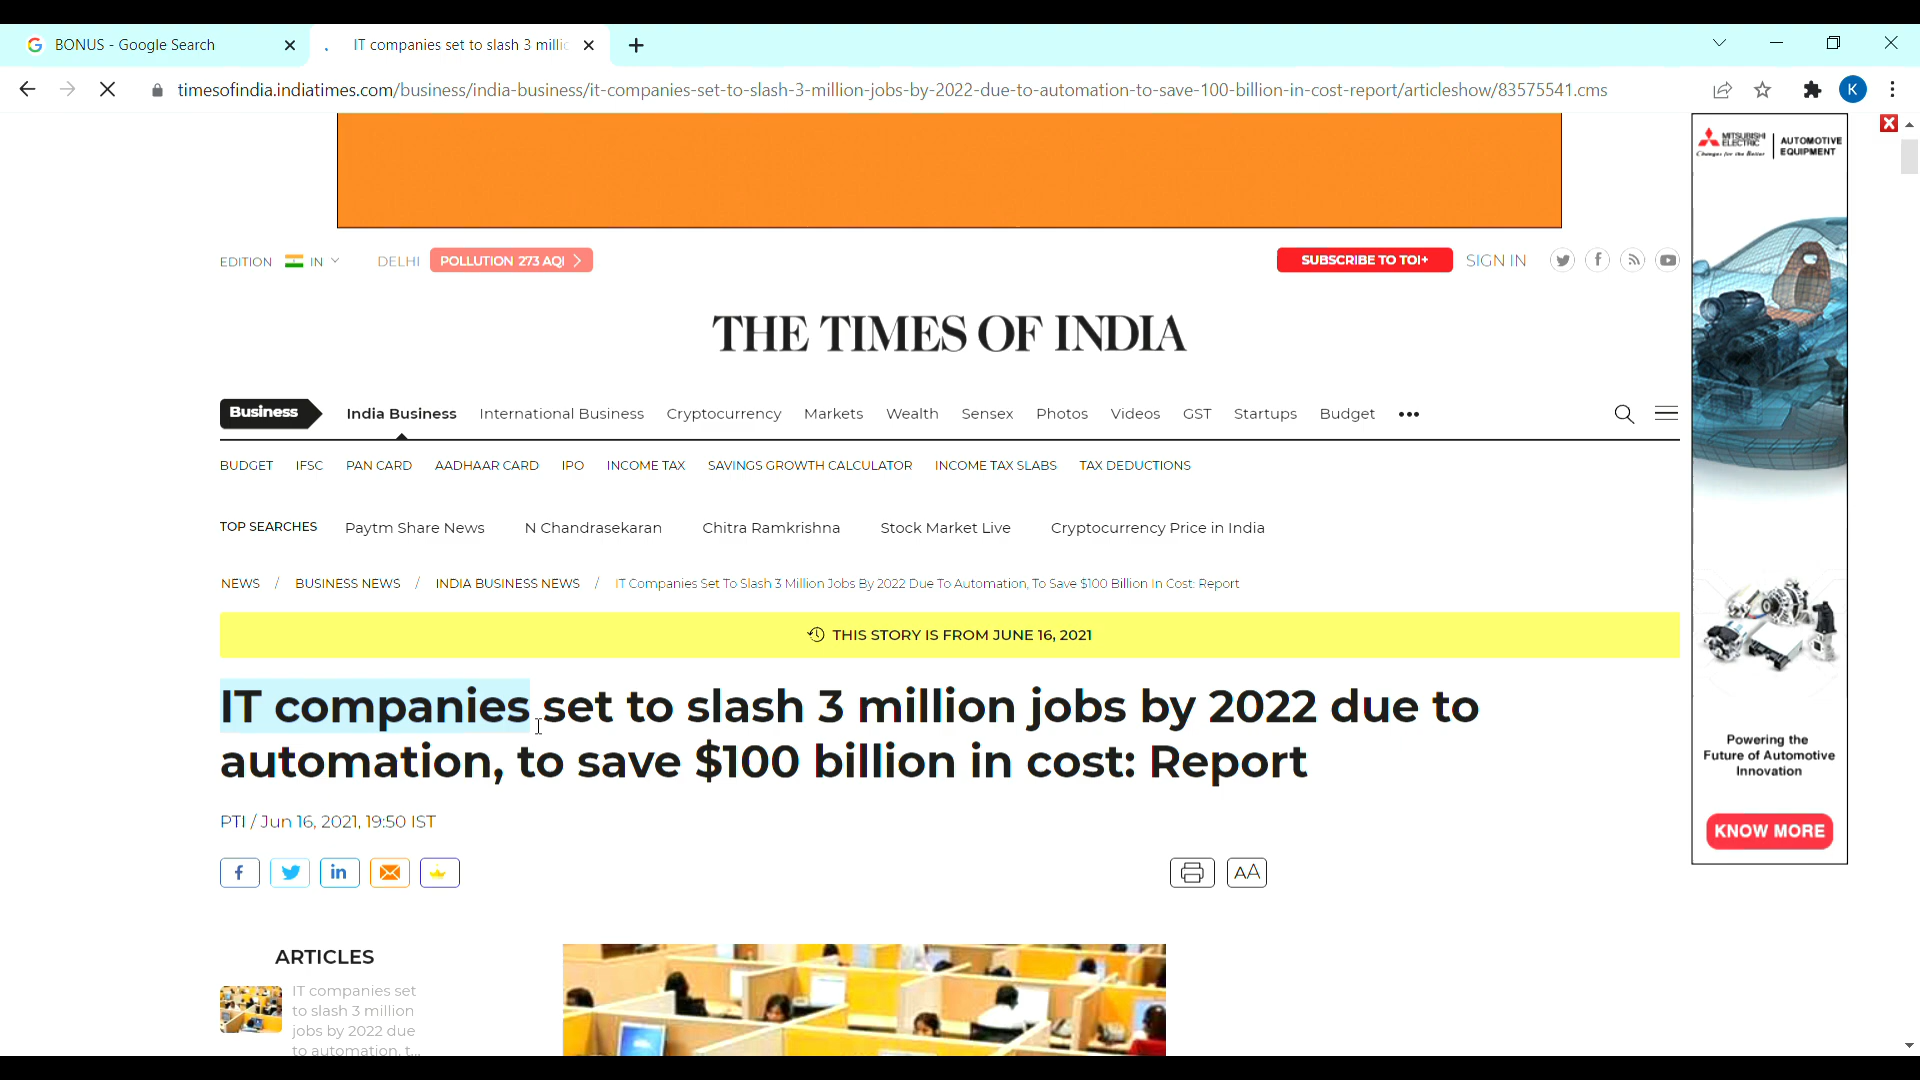 BONUS - Google Search
IT companies set to slash 3 millic
timesofindia.indiatimes.com/business/india-business/it-companies-set-to-slash-3-million-jobs-by-2022-due-to-automation-to-save-100-billion-in-cost-report/articleshow/83575541.cms
K
MITSUBISHI ELECTRIC
Changes for the Better
AUTOMOTIVE
EQUIPMENT
EDITION IN DELHI POLLUTION 273 AQI
SUBSCRIBE TO TOI+ SIGN IN
THE TIMES OF INDIA
Business India Business International Business Cryptocurrency Markets Wealth Sensex Photos Videos GST Startups Budget
BUDGET IFSC PAN CARD AADHAAR CARD IPO INCOME TAX SAVINGS GROWTH CALCULATOR INCOME TAX SLABS TAX DEDUCTIONS
TOP SEARCHES Paytm Share News N Chandrasekaran Chitra Ramkrishna Stock Market Live Cryptocurrency Price in India
NEWS / BUSINESS NEWS / INDIA BUSINESS NEWS / IT Companies Set To Slash 3 Million Jobs By 2022 Due To Automation, To Save $100 Billion In Cost: Report
THIS STORY IS FROM JUNE 16, 2021
IT companies set to slash 3 million jobs by 2022 due to
automation, to save $100 billion in cost: Report
PTI / Jun 16, 2021, 19:50 IST
AA
Powering the
Future of Automotive
Innovation
KNOW MORE
ARTICLES
IT companies set
to slash 3 million
jobs by 2022 due
to automation, t...